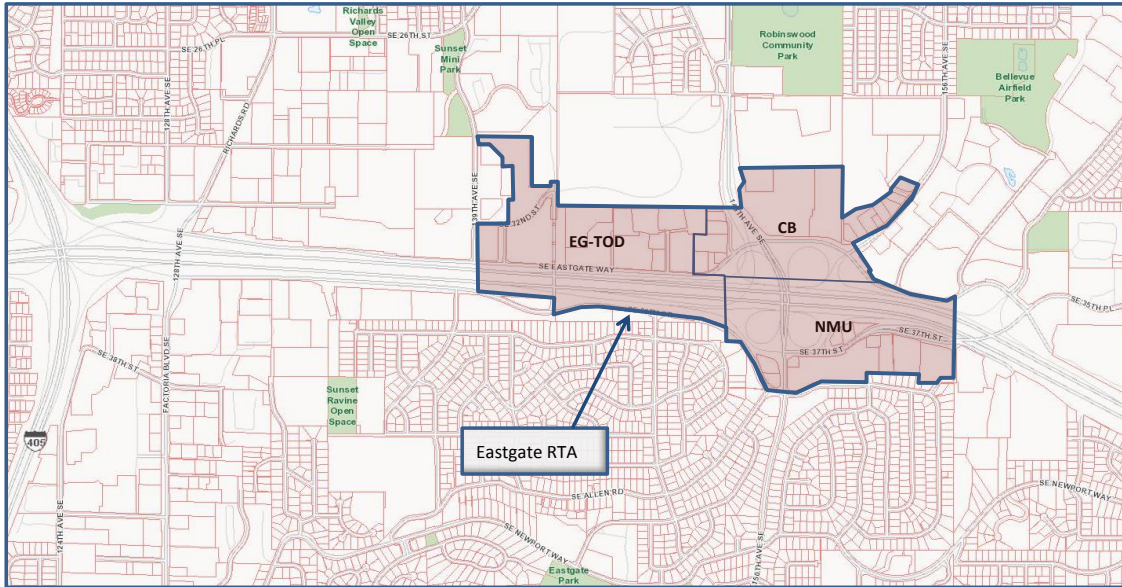 Richards
Valley
Open
Space
SE 26TH ST
SE 26TH PL
Sunset
Mini
Park
Robinswood
Community
Park
156TH AVE SE
Bellevue
Airfield
Park
128TH AVE SE
RICHARDS RD
139TH AVE SE
SE 32ND ST
EG-TOD
CB
128TH AVE SE
SE EASTGATE WAY
SE 35TH PL
NMU
SE 37TH ST
SE 37TH ST
SE 38TH ST
FACTORIA BLVD SE
Sunset
Ravine
Open
Space
405
Eastgate RTA
SE ALLEN RD
SE NEWPORT WAY
SE NEWPORT WAY
124TH AVE SE
150TH AVE SE
Eastgate
Park